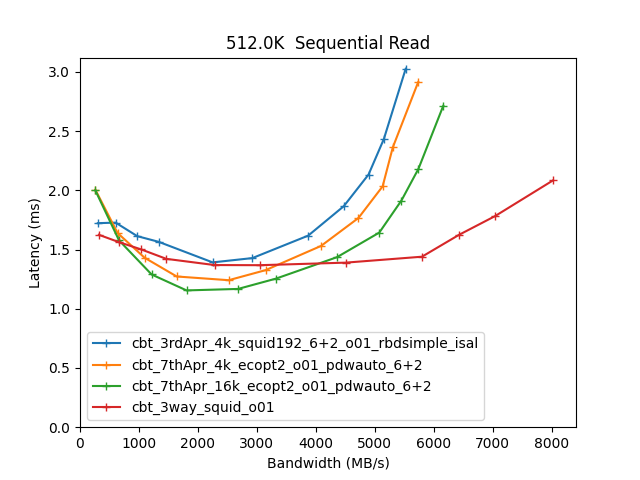 512.0K  Sequential Read
Latency (ms)
3.0
2.5
2.0
1.5
1.0
0.5
0.0
0 1000 2000 3000 4000 5000 6000 7000 8000
Bandwidth (MB/s)
cbt_3rdApr_4k_squid192_6+2_o01_rbdsimple_isal
cbt_7thApr_4k_ecopt2_o01_pdwauto_6+2
cbt_7thApr_16k_ecopt2_o01_pdwauto_6+2
cbt_3way_squid_o01